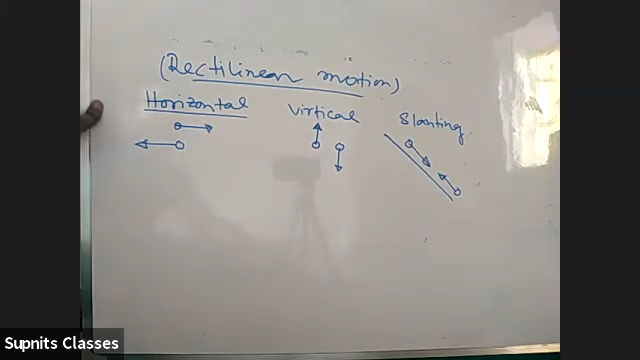 (Rectilinear motion)
Horizontal Virtical Slanting
Supnits Classes